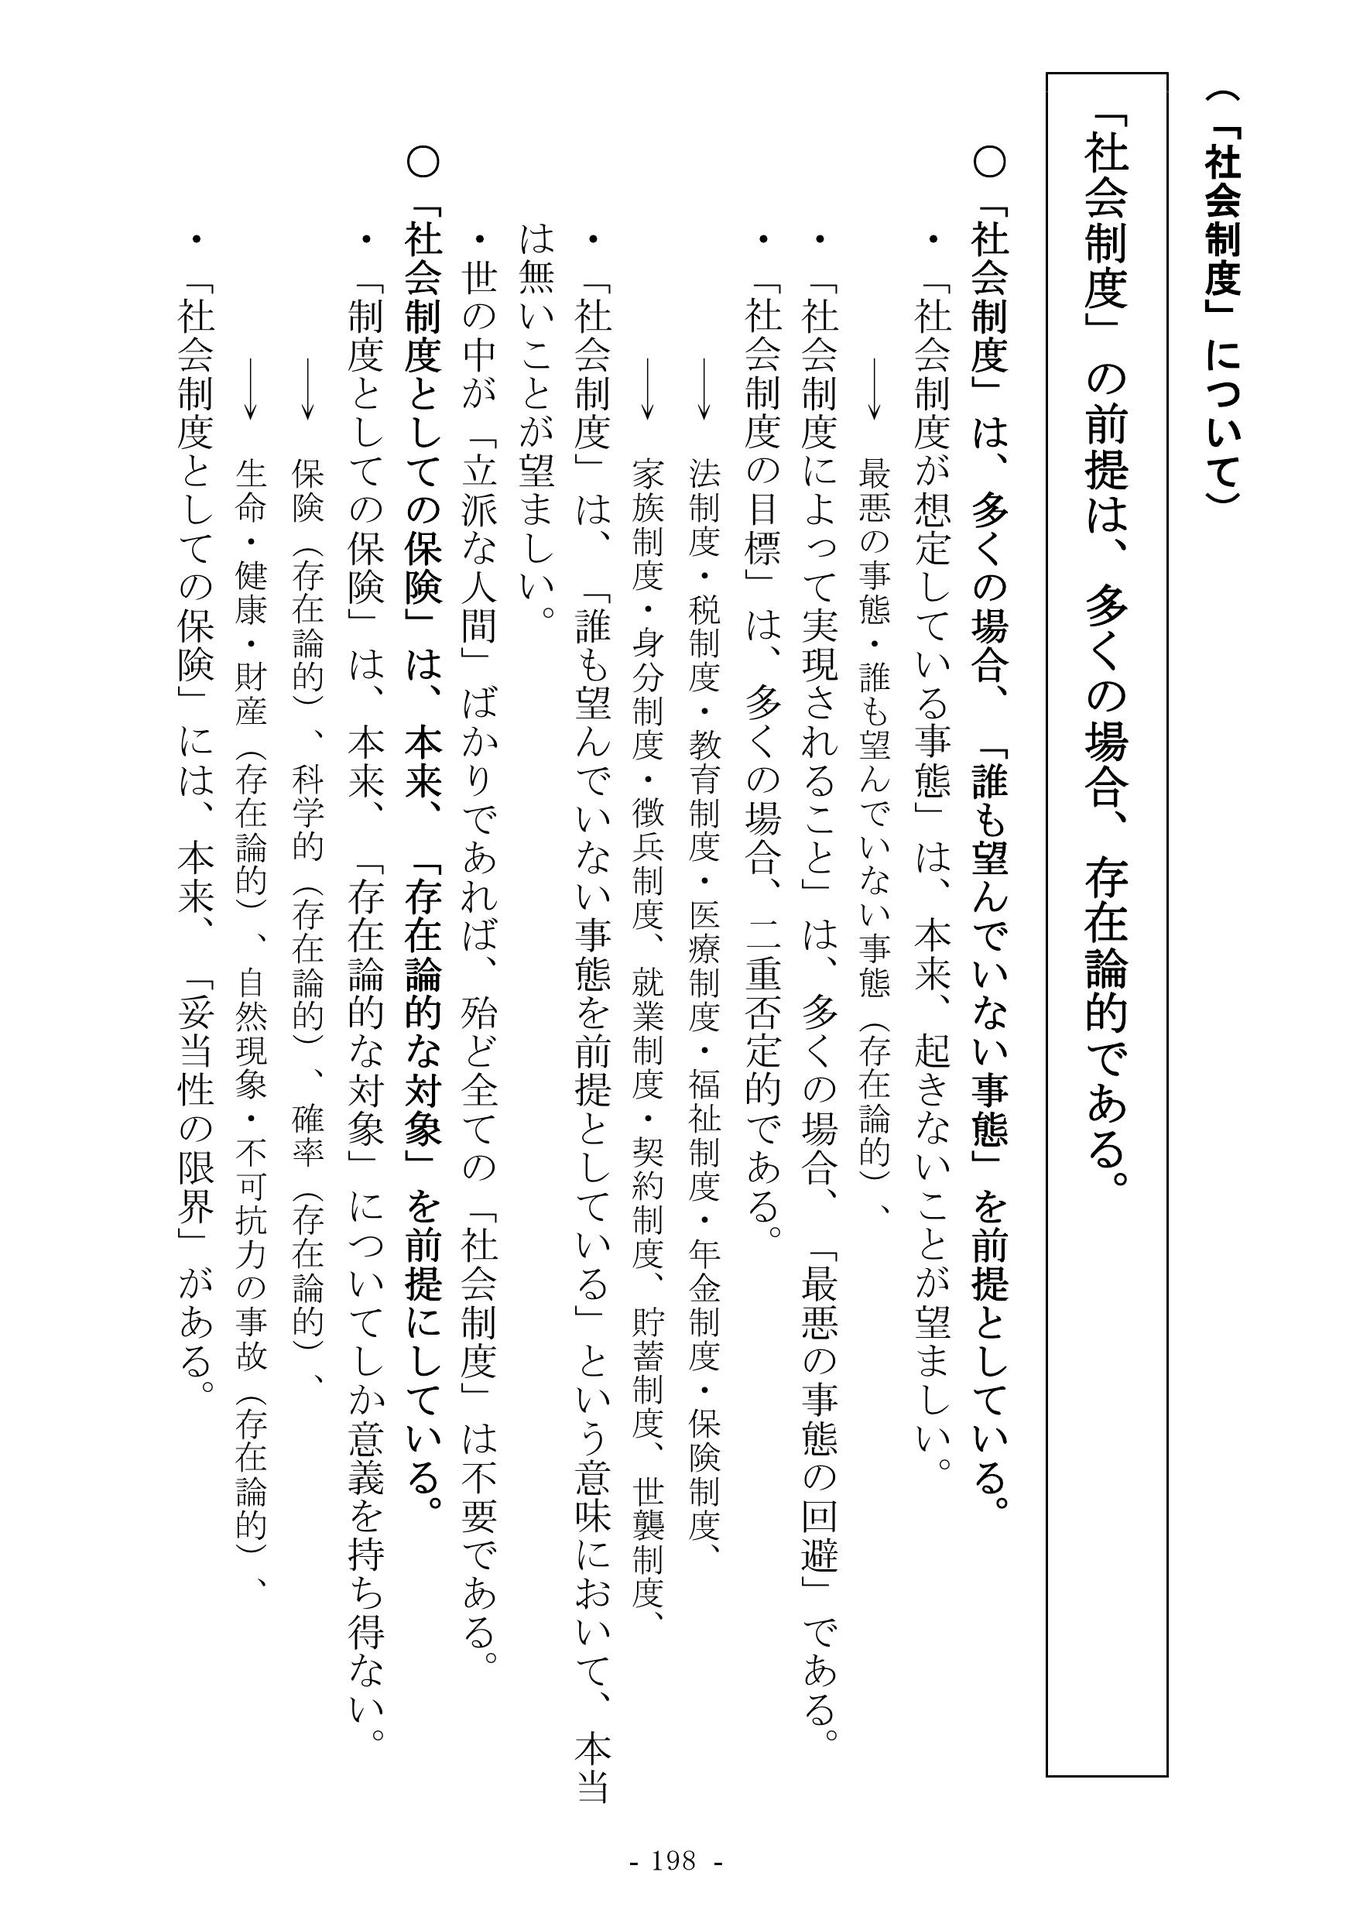 （「社会制度」について）
「社会制度」の前提は、多くの場合、存在論的である。
〇「社会制度」は、多くの場合、「誰も望んでいない事態」を前提としている。
・「社会制度が想定している事態」は、本来、起きないことが望ましい。
→ 最悪の事態・誰も望んでいない事態（存在論的）、
・「社会制度によって実現されること」は、多くの場合、「最悪の事態の回避」である。
・「社会制度の目標」は、多くの場合、二重否定的である。
→ 法制度・税制度・教育制度・医療制度・福祉制度・年金制度・保険制度、
→ 家族制度・身分制度・徴兵制度、就業制度・契約制度、貯蓄制度、世襲制度、
・「社会制度」は、「誰も望んでいない事態を前提としている」という意味において、本当
は無いことが望ましい。
・世の中が「立派な人間」ばかりであれば、殆ど全ての「社会制度」は不要である。
〇「社会制度としての保険」は、本来、「存在論的な対象」を前提にしている。
・「制度としての保険」は、本来、「存在論的な対象」についてしか意義を持ち得ない。
→ 保険（存在論的）、科学的（存在論的）、確率（存在論的）、
→ 生命・健康・財産（存在論的）、自然現象・不可抗力の事故（存在論的）、
・「社会制度としての保険」には、本来、「妥当性の限界」がある。
- 198 -